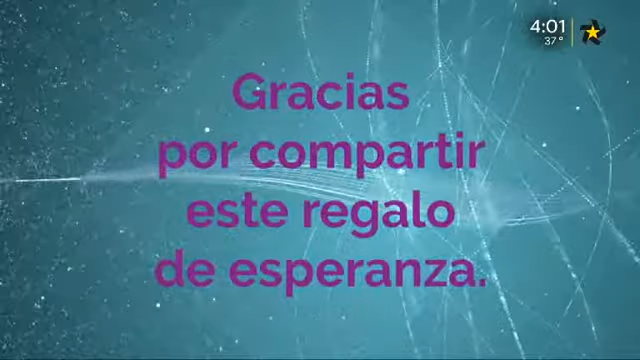 4:01
37°
Gracias
por compartir
este regalo
de esperanza.